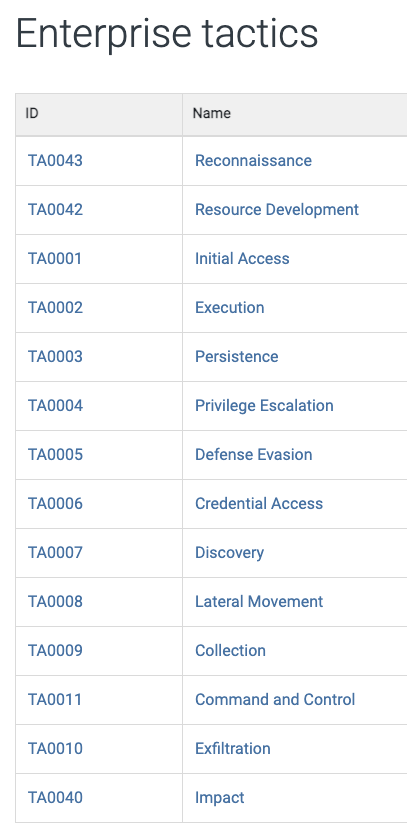 Enterprise tactics
ID Name
TA0043 Reconnaissance
TA0042 Resource Development
TA0001 Initial Access
TA0002 Execution
TA0003 Persistence
TA0004 Privilege Escalation
TA0005 Defense Evasion
TA0006 Credential Access
TA0007 Discovery
TA0008 Lateral Movement
TA0009 Collection
TA0011 Command and Control
TA0010 Exfiltration
TA0040 Impact